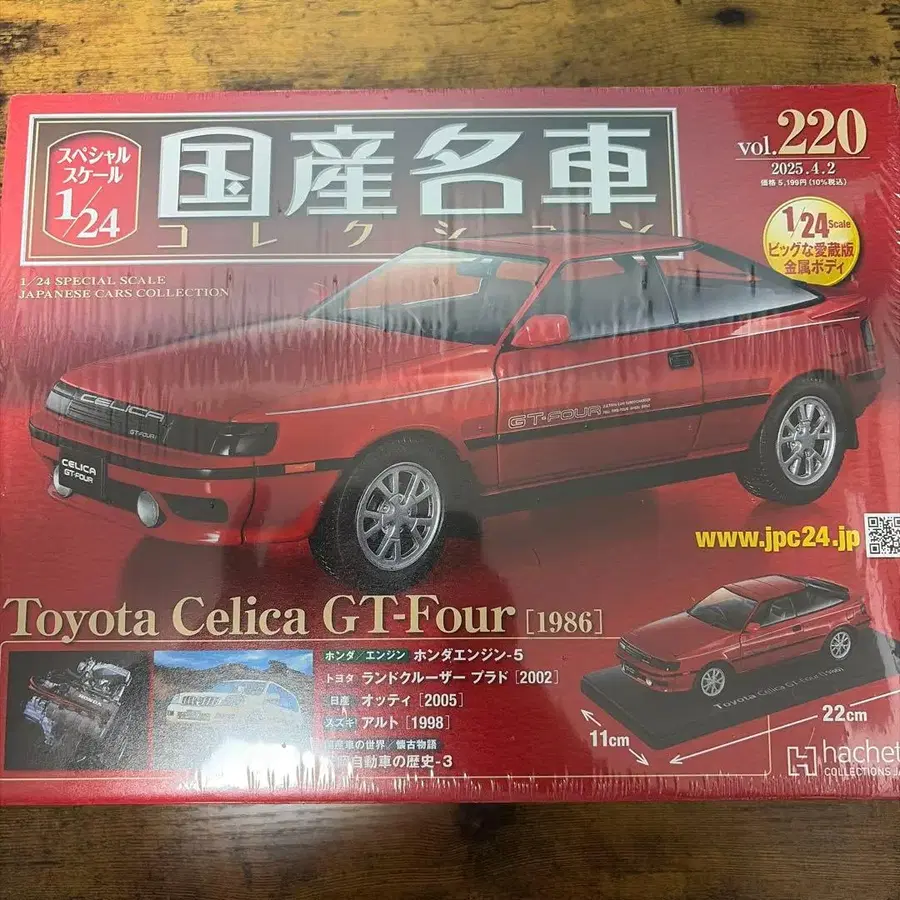 スペシャル
スケール
1/24
国産名車
コレクション
vol.220
2025.4.2
価格 5,199円 (10%税込)
1/24 Scale
ビッグな愛蔵版
金属ボディ
1/24 SPECIAL SCALE
JAPANESE CARS COLLECTION
CELICA
GT-FOUR
CELICA
GT-FOUR
GT-FOUR
www.jpc24.jp
Toyota Celica GT-Four [1986]
ホンダ/エンジン ホンダエンジン-5
トヨタ ランドクルーザー プラド [2002]
日産 オッティ [2005]
スズキ アルト [1998]
国産車の世界/懐古物語
自動車の歴史-3
Toyota Celica GT-Four [1986]
11cm
22cm
hachet
COLLECTIONS JA